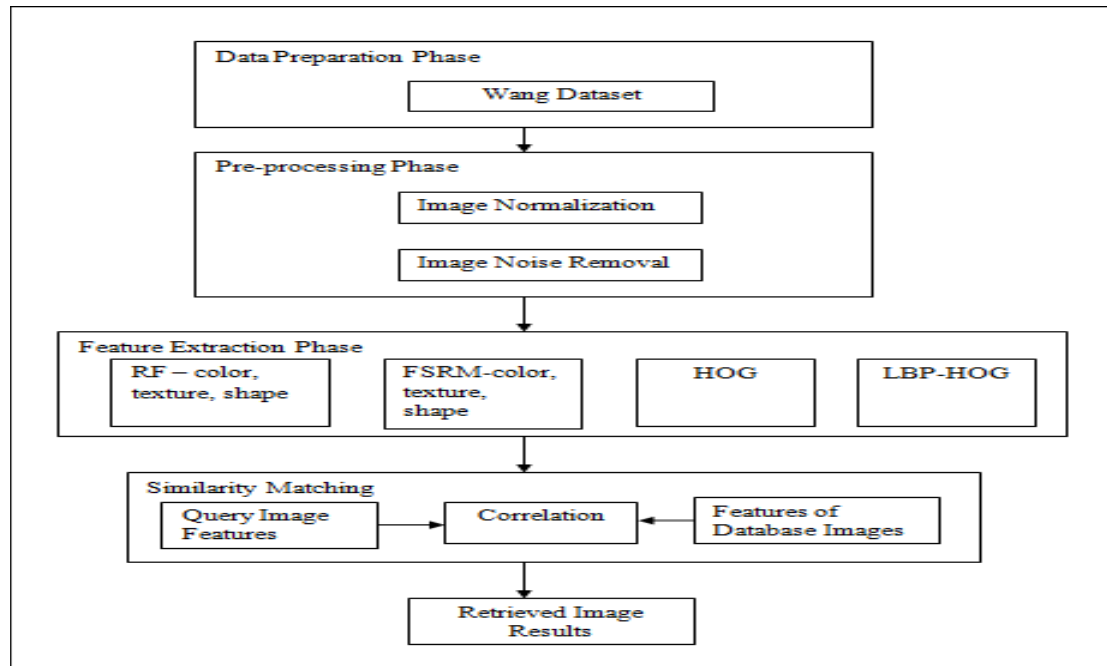 Data Preparation Phase
Wang Dataset
Pre-processing Phase
Image Normalization
Image Noise Removal
Feature Extraction Phase
RF – color,
texture, shape
FSRM-color,
texture,
shape
HOG
LBP-HOG
Similarity Matching
Query Image
Features
Correlation
Features of
Database Images
Retrieved Image
Results